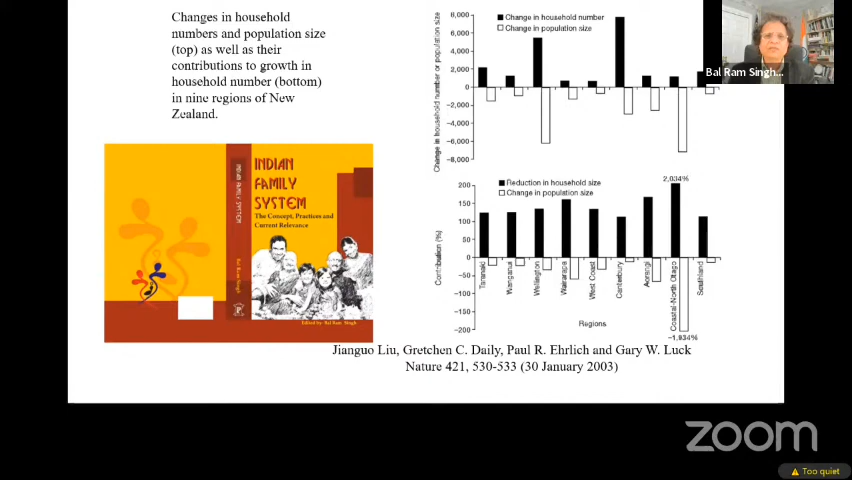 Changes in household
numbers and population size
(top) as well as their
contributions to growth in
household number (bottom)
in nine regions of New
Zealand.
INDIAN FAMILY SYSTEM
Bal Ram Singh
INDIAN
FAMILY
SYSTEM
The Concept, Practices and
Current Relevance
Edited by Bal Ram Singh
Change in household number or population size
8,000
6,000
4,000
2,000
0
−2,000
−4,000
−6,000
−8,000
Change in household number
Change in population size
Contribution (%)
200
150
100
50
0
−50
−100
−150
−200
Reduction in household size
Change in population size
2,034%
Taranaki
Wanganui
Wellington
Wairarapa
West Coast
Canterbury
Aorangi
Coastal-North Otago
Southland
−1,934%
Regions
Jianguo Liu, Gretchen C. Daily, Paul R. Ehrlich and Gary W. Luck
Nature 421, 530-533 (30 January 2003)
Bal Ram Singh...
zoom
Too quiet